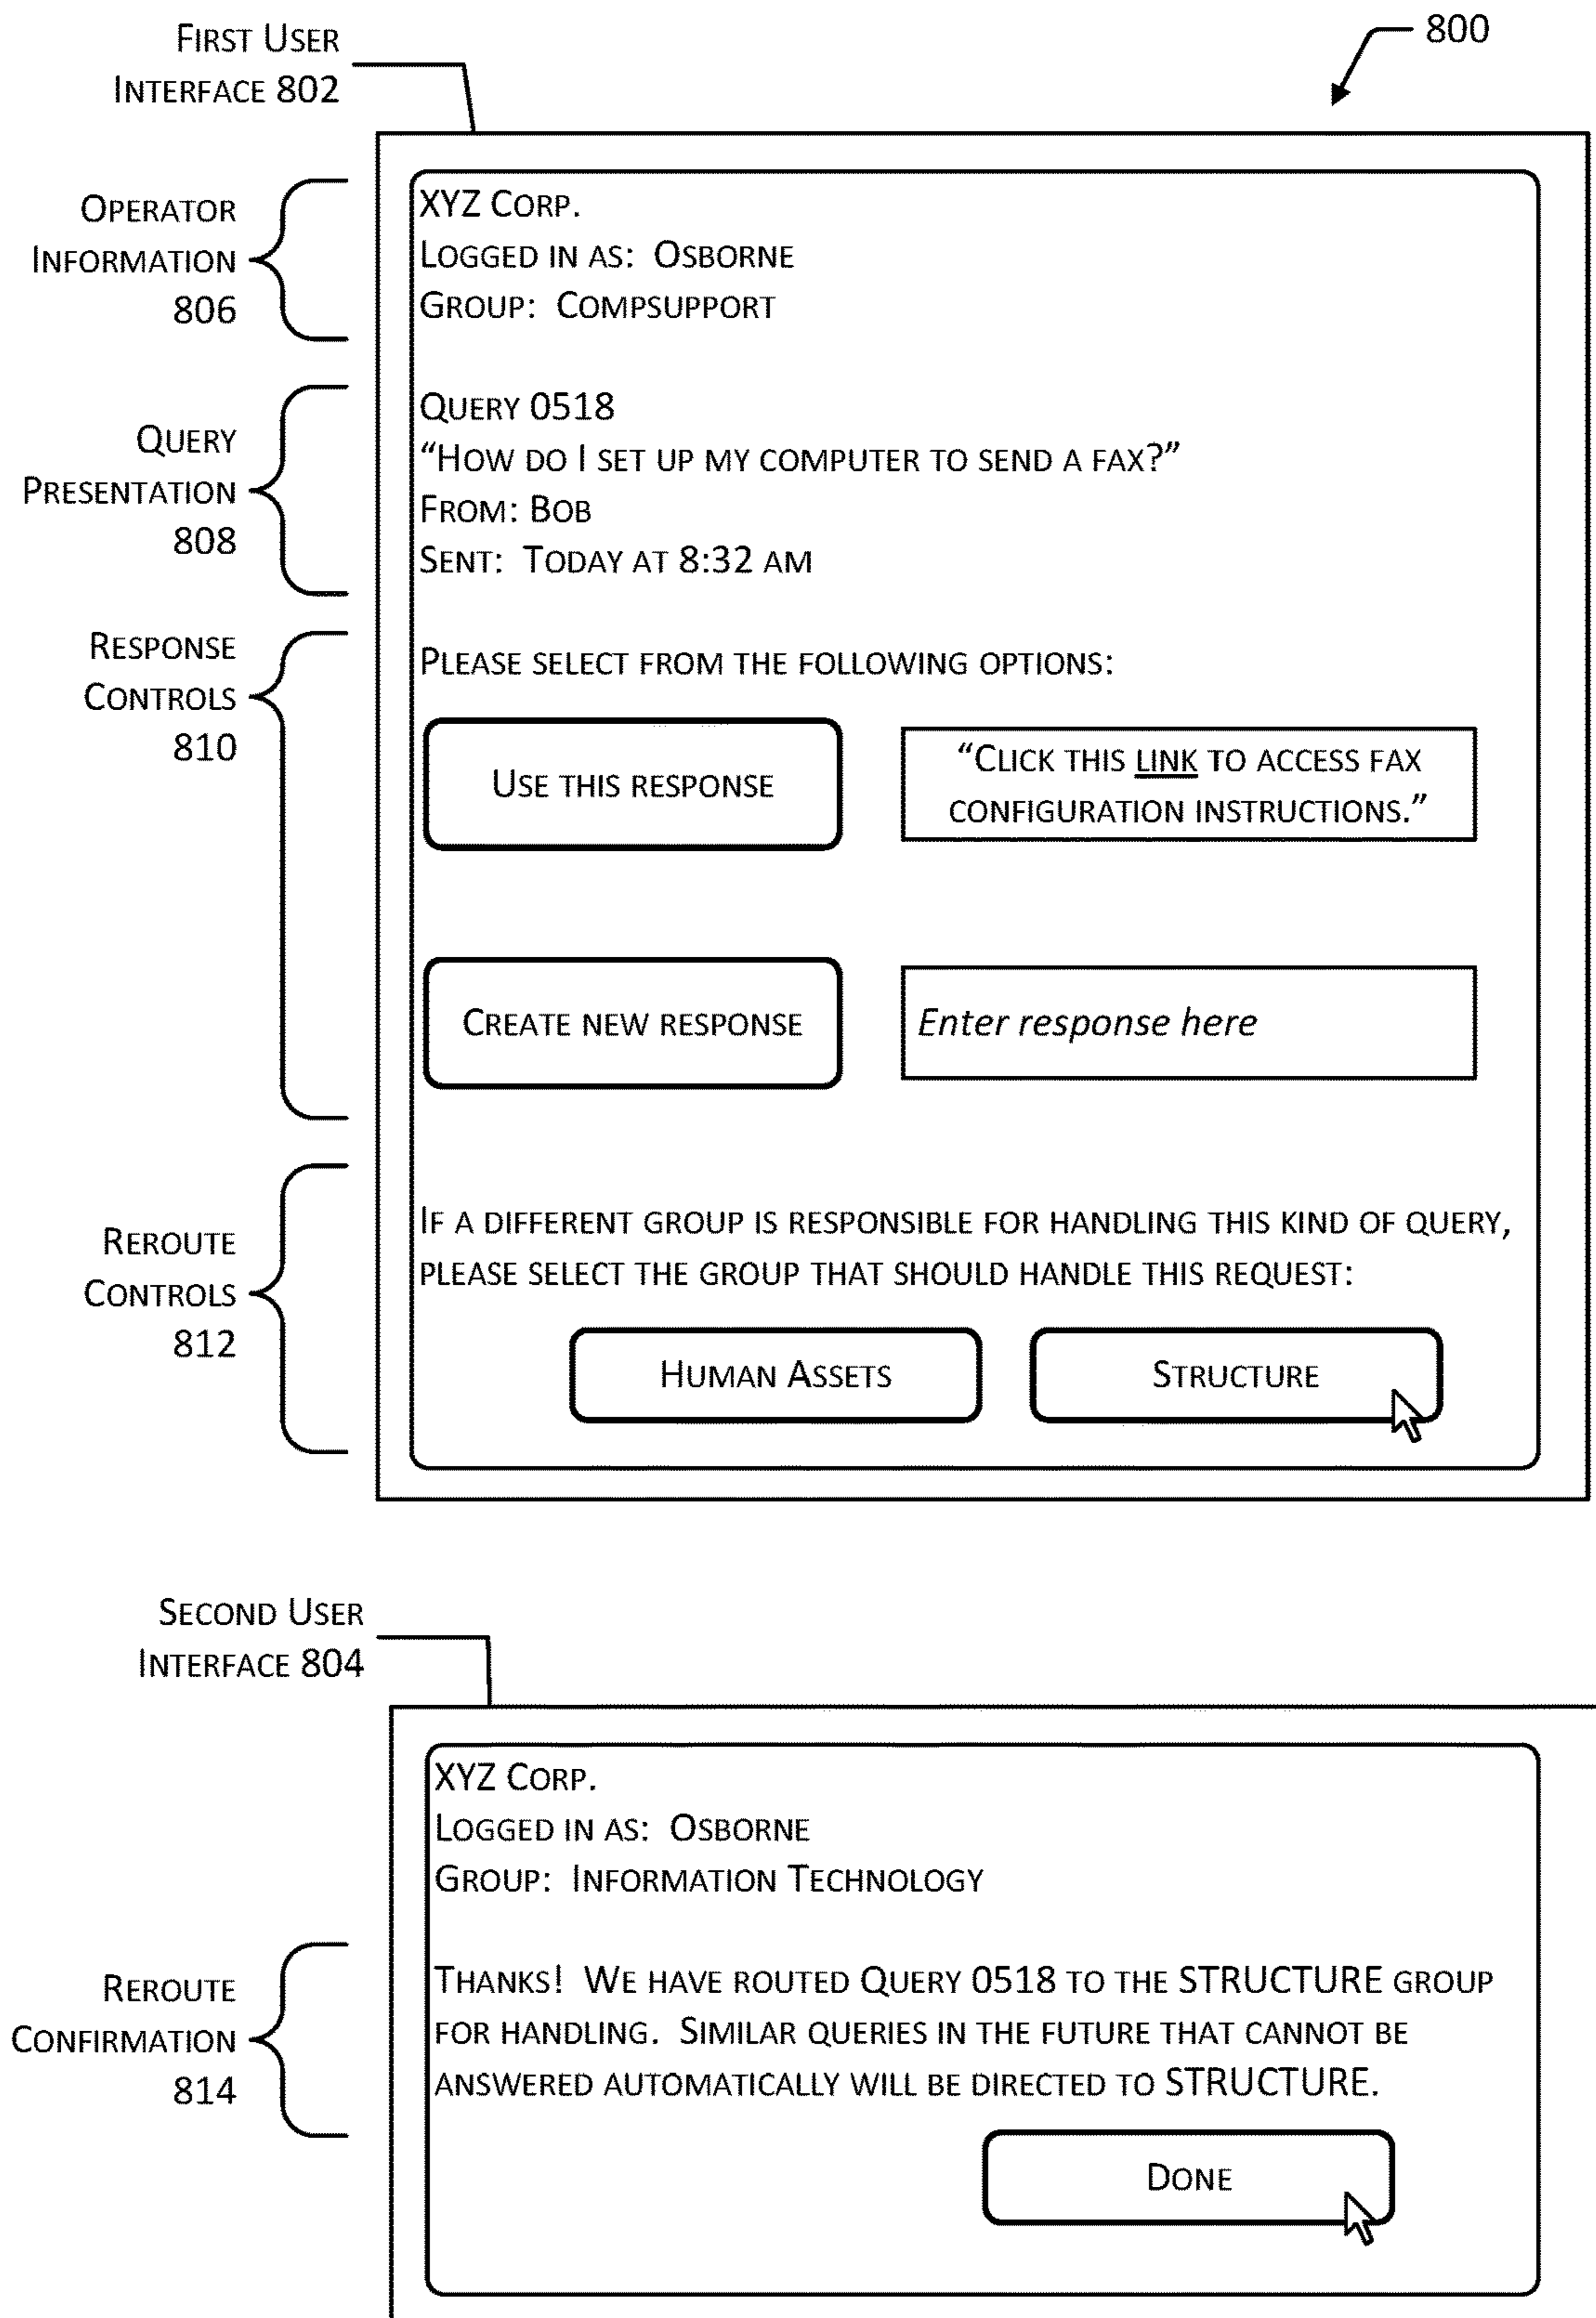 800
First User
Interface 802
Operator
Information
806
XYZ Corp.
Logged in as: Osborne
Group: Compsupport
Query
Presentation
808
Query 0518
“How do I set up my computer to send a fax?”
From: Bob
Sent: Today at 8:32 am
Response
Controls
810
Please select from the following options:
Use this response
“Click this link to access fax
configuration instructions.”
Create new response
Enter response here
Reroute
Controls
812
If a different group is responsible for handling this kind of query,
please select the group that should handle this request:
Human Assets
Structure
Second User
Interface 804
XYZ Corp.
Logged in as: Osborne
Group: Information Technology
Reroute
Confirmation
814
Thanks! We have routed Query 0518 to the STRUCTURE group
for handling. Similar queries in the future that cannot be
answered automatically will be directed to STRUCTURE.
Done